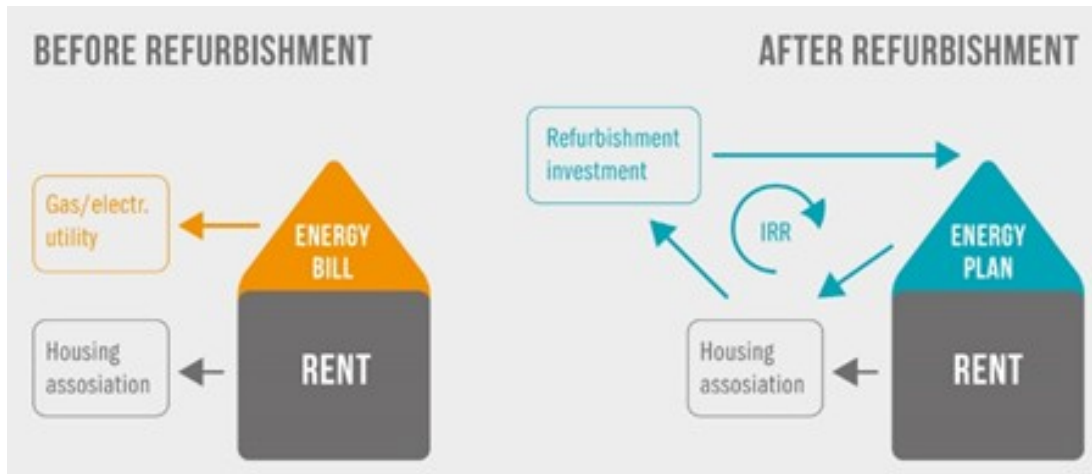 BEFORE REFURBISHMENT
Gas/electr.
utility
ENERGY
BILL
Housing
assosiation
RENT
AFTER REFURBISHMENT
Refurbishment
investment
IRR
ENERGY
PLAN
Housing
assosiation
RENT